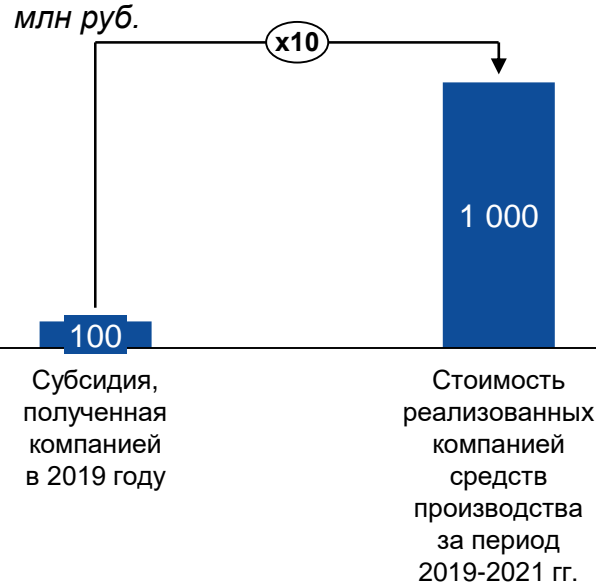 млн руб.
x10
1 000
100
Субсидия,
полученная
компанией
в 2019 году
Стоимость
реализованных
компанией
средств
производства
за период
2019-2021 гг.